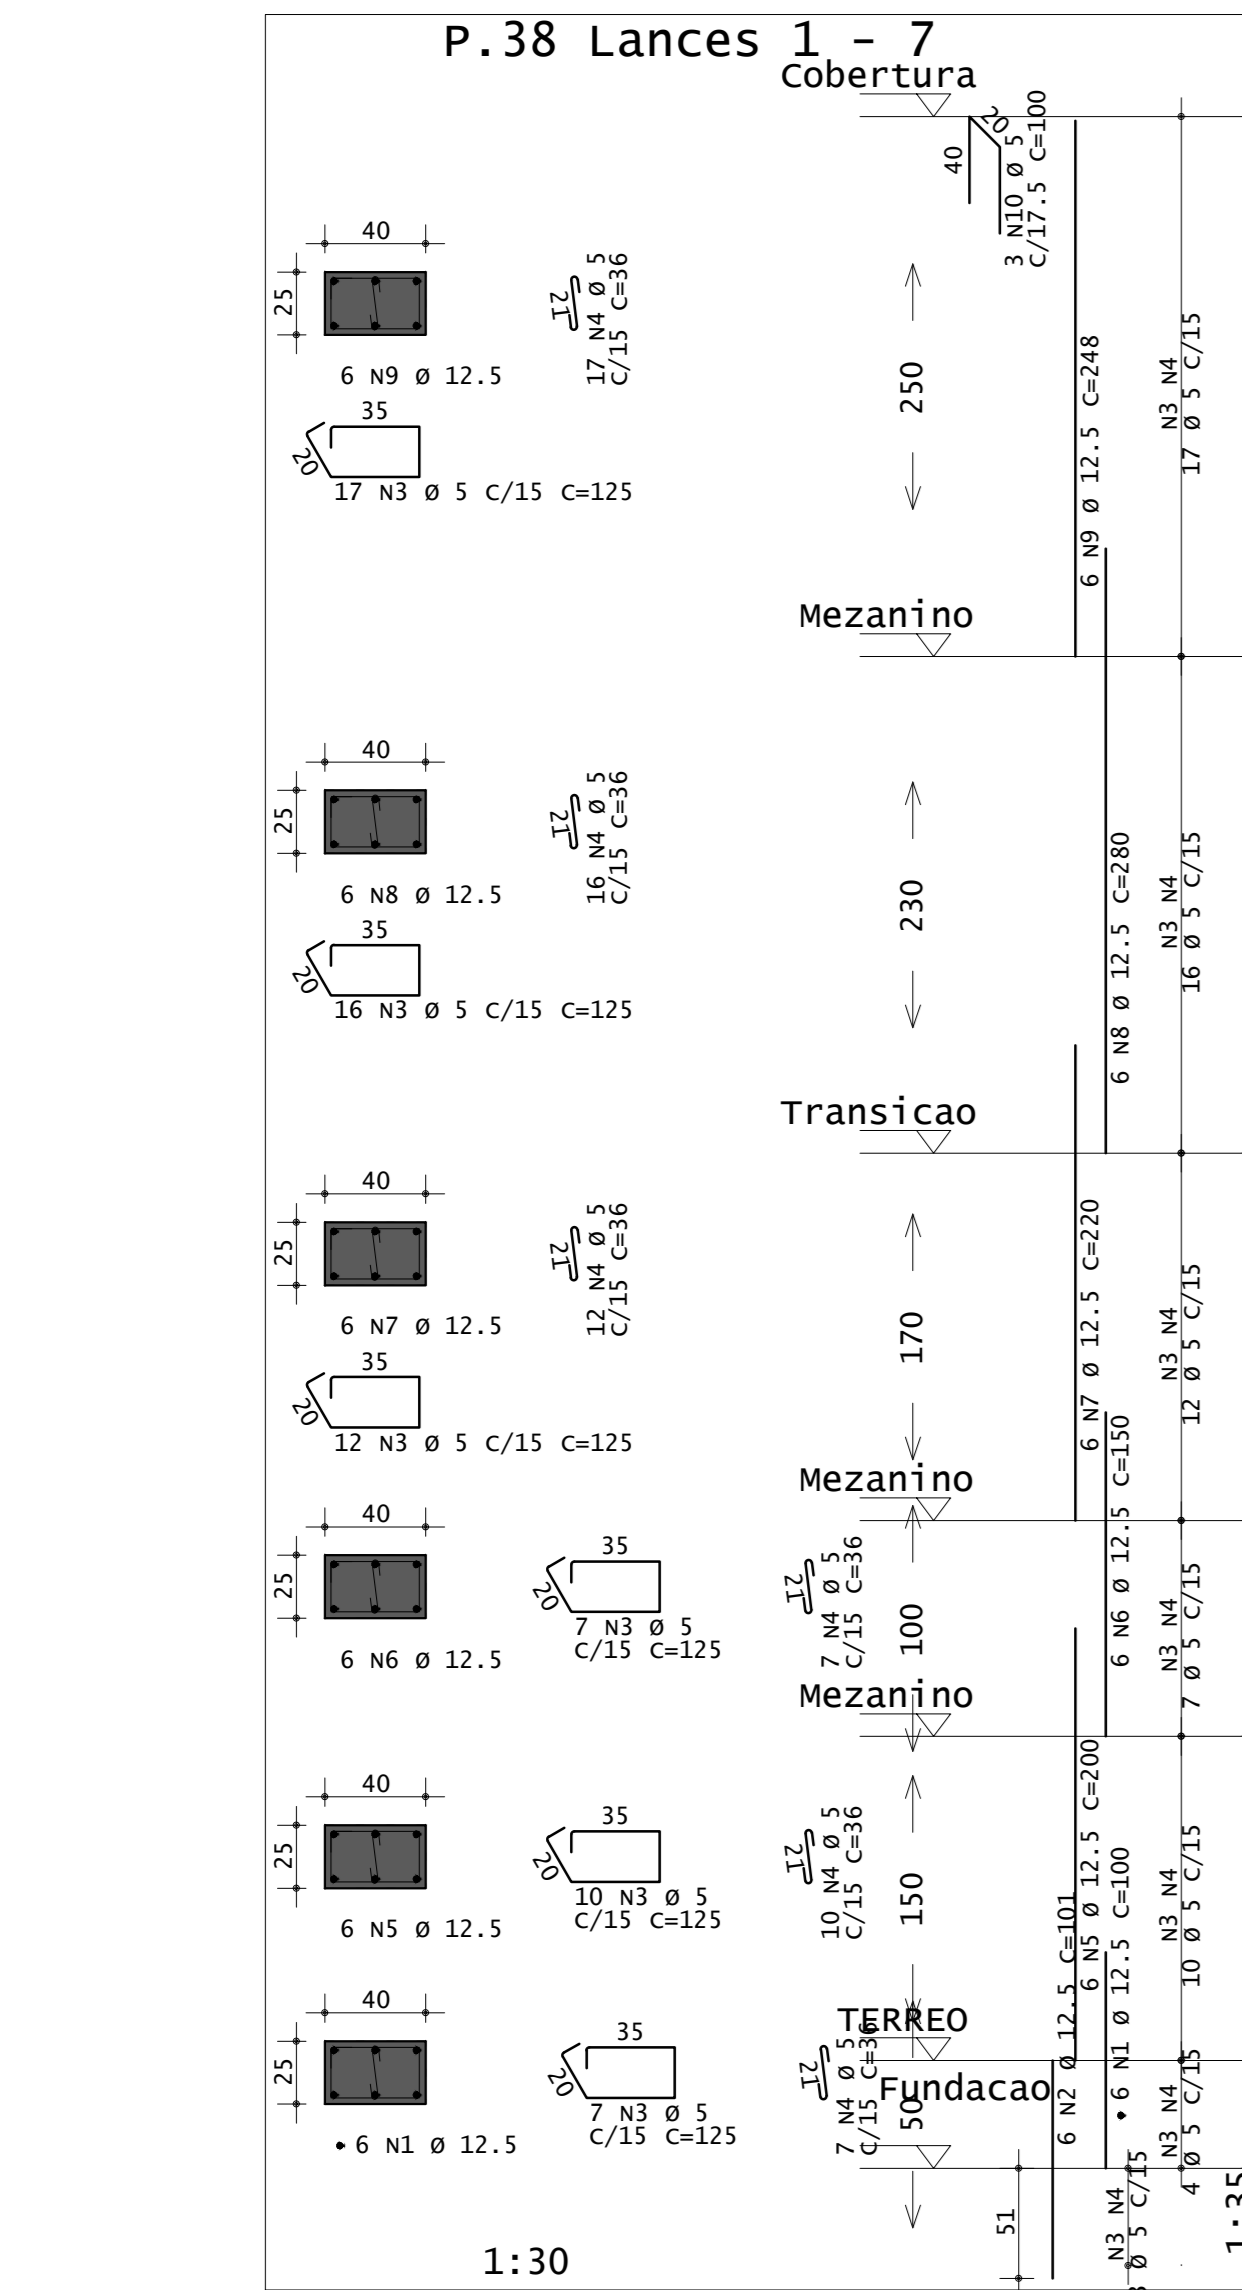 P.38 Lances 1 - 7
Cobertura
20
40
3 N10 Ø 5
C/17.5 C=100
40
25
6 N9 Ø 12.5
35
20
17 N3 Ø 5 C/15 C=125
21
17 N4 Ø 5
C/15 C=36
250
6 N9 Ø 12.5 C=248
N3 N4
17 Ø 5 C/15
Mezanino
40
25
6 N8 Ø 12.5
35
20
16 N3 Ø 5 C/15 C=125
21
16 N4 Ø 5
C/15 C=36
230
6 N8 Ø 12.5 C=280
N3 N4
16 Ø 5 C/15
Transicao
40
25
6 N7 Ø 12.5
35
20
12 N3 Ø 5 C/15 C=125
21
12 N4 Ø 5
C/15 C=36
170
6 N7 Ø 12.5 C=220
N3 N4
12 Ø 5 C/15
Mezanino
40
25
6 N6 Ø 12.5
35
20
7 N3 Ø 5
C/15 C=125
21
7 N4 Ø 5
C/15 C=36
100
6 N6 Ø 12.5 C=150
N3 N4
7 Ø 5 C/15
Mezanino
40
25
6 N5 Ø 12.5
35
20
10 N3 Ø 5
C/15 C=125
21
10 N4 Ø 5
C/15 C=36
150
6 N5 Ø 12.5 C=200
N3 N4
10 Ø 5 C/15
TERREO
40
25
6 N1 Ø 12.5
35
20
7 N3 Ø 5
C/15 C=125
21
7 N4 Ø 5
C/15 C=36
50
Fundacao
6 N2 Ø 12.5 C=101
6 N1 Ø 12.5 C=100
N3 N4
4 Ø 5 C/15
51
N3 N4
Ø 5 C/15
1:30
1:35